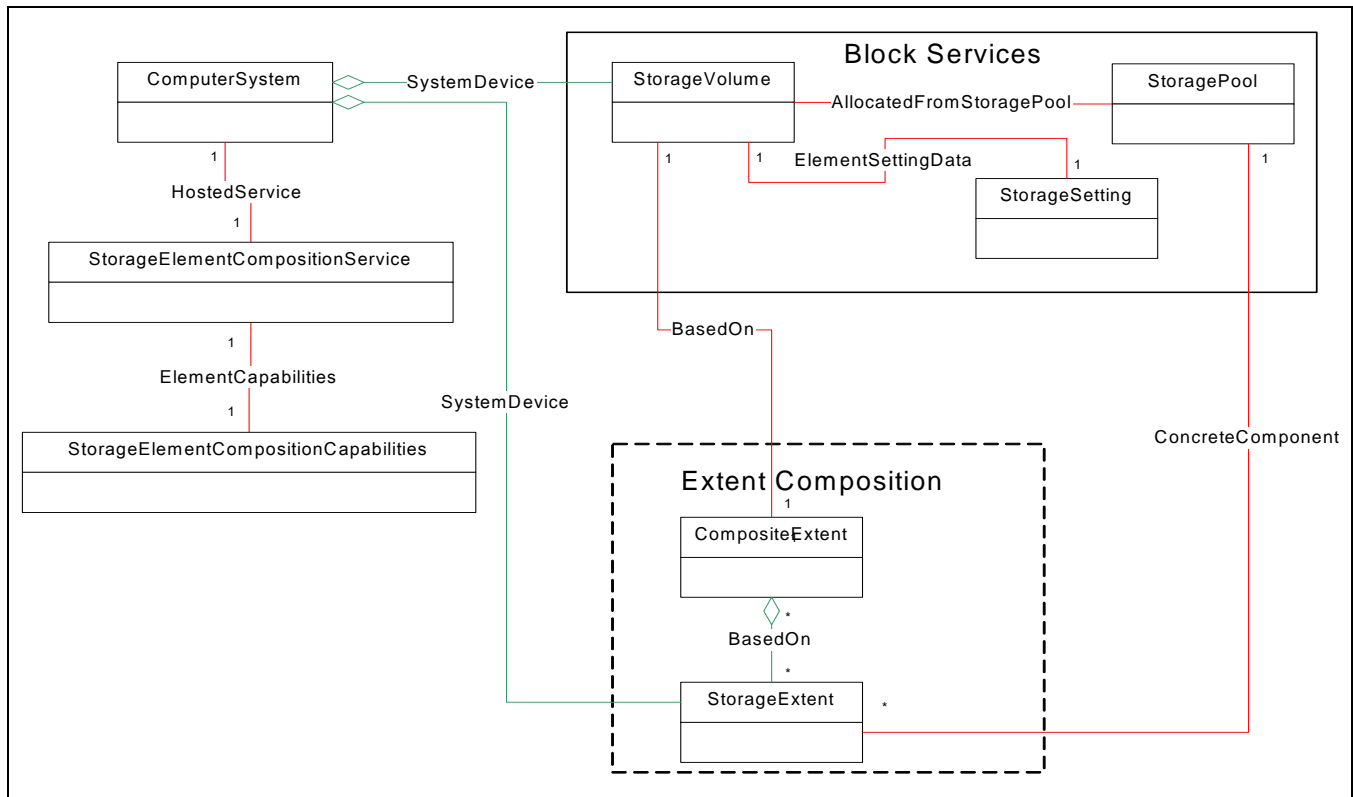 Block Services
ComputerSystem
SystemDevice
StorageVolume
AllocatedFromStoragePool
StoragePool
1
1
1
ElementSettingData
1
1
HostedService
StorageSetting
1
StorageElementCompositionService
1
BasedOn
ElementCapabilities
SystemDevice
1
StorageElementCompositionCapabilities
ConcreteComponent
Extent Composition
1
CompositeExtent
*
BasedOn
*
StorageExtent
*